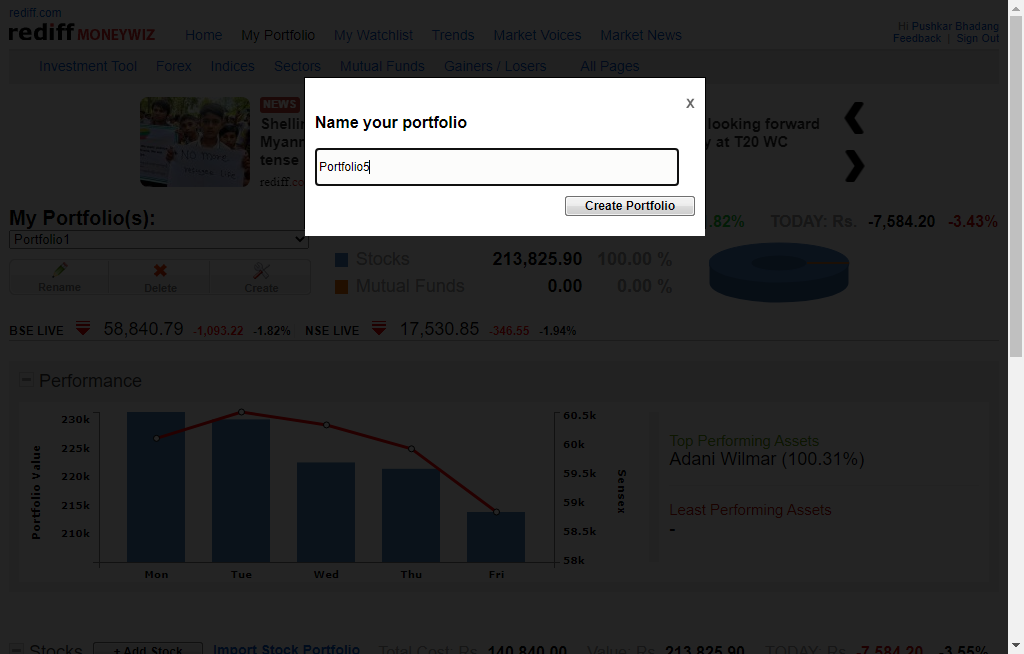 rediff.com
rediff MONEYWIZ
Home My Portfolio My Watchlist Trends Market Voices Market News
Hi Pushkar Bhadang
Feedback | Sign Out
Investment Tool Forex Indices Sectors Mutual Funds Gainers / Losers All Pages
NEWS
Shellin
Myann
tense
rediff.co
looking forward
y at T20 WC
X
Name your portfolio
Portfolio5
Create Portfolio
My Portfolio(s):
Portfolio1
.82% TODAY: Rs. -7,584.20 -3.43%
Rename Delete Create
Stocks 213,825.90 100.00 %
Mutual Funds 0.00 0.00 %
BSE LIVE 58,840.79 -1,093.22 -1.82% NSE LIVE 17,530.85 -346.55 -1.94%
Performance
230k
225k
220k
215k
210k
Portfolio Value
60.5k
60k
59.5k
59k
58.5k
58k
Sensex
Mon Tue Wed Thu Fri
Top Performing Assets
Adani Wilmar (100.31%)
Least Performing Assets
-
Stocks + Add Stock Import Stock Portfolio Total Cost: Rs. 140,840.00 Value: Rs. 213,825.90 TODAY: Rs. -7,584.20 -3.55%